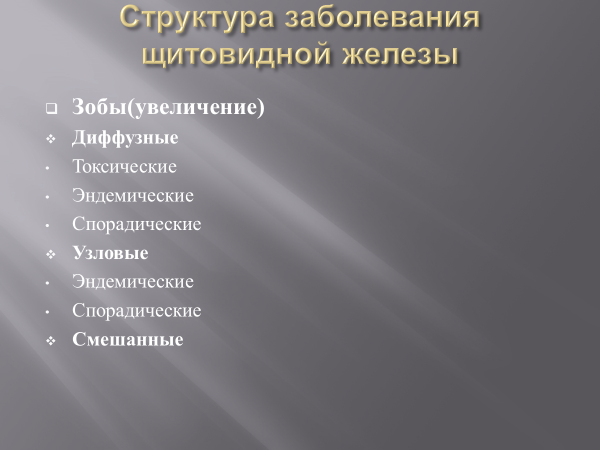 Структура заболевания
щитовидной железы
Зобы(увеличение)
Диффузные
Токсические
Эндемические
Спорадические
Узловые
Эндемические
Спорадические
Смешанные